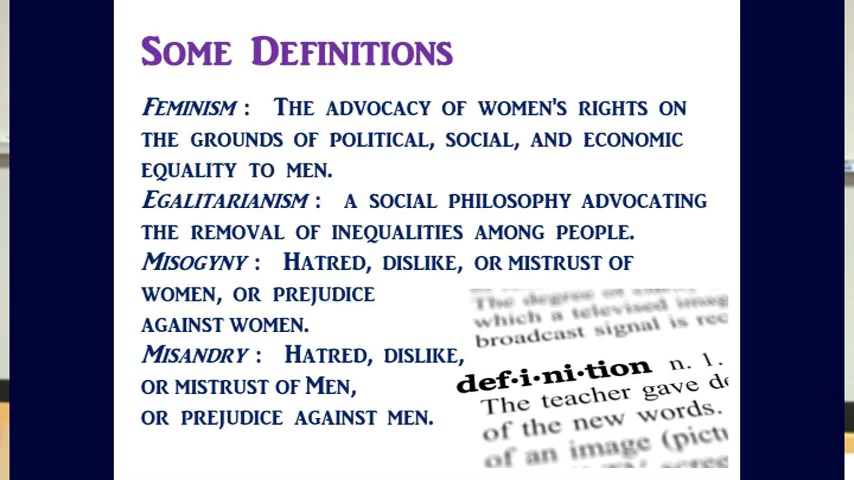 Some Definitions
Feminism : The advocacy of women's rights on
the grounds of political, social, and economic
equality to men.
Egalitarianism : a social philosophy advocating
the removal of inequalities among people.
Misogyny : Hatred, dislike, or mistrust of
women, or prejudice
against women.
Misandry : Hatred, dislike,
or mistrust of Men,
or prejudice against men.
The degree of
which a televised
broadcast signal is
def·i·ni·tion n. 1.
The teacher gave
of the new words.
of an image